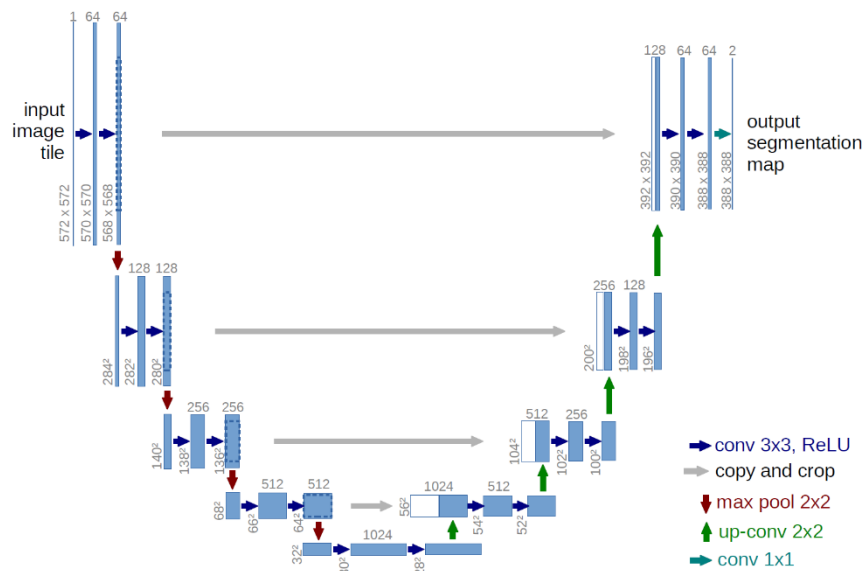 1 64 64
128 64 64 2
input
image
tile
output
segmentation
map
572 x 572
570 x 570
568 x 568
392 x 392
390 x 390
388 x 388
388 x 388
128 128
256 128
284²
282²
280²
200²
198²
196²
256 256
512 256
140²
138²
136²
104²
102²
100²
512 512
1024 512
68²
66²
64²
56²
54²
52²
1024
32²
conv 3x3, ReLU
copy and crop
max pool 2x2
up-conv 2x2
conv 1x1